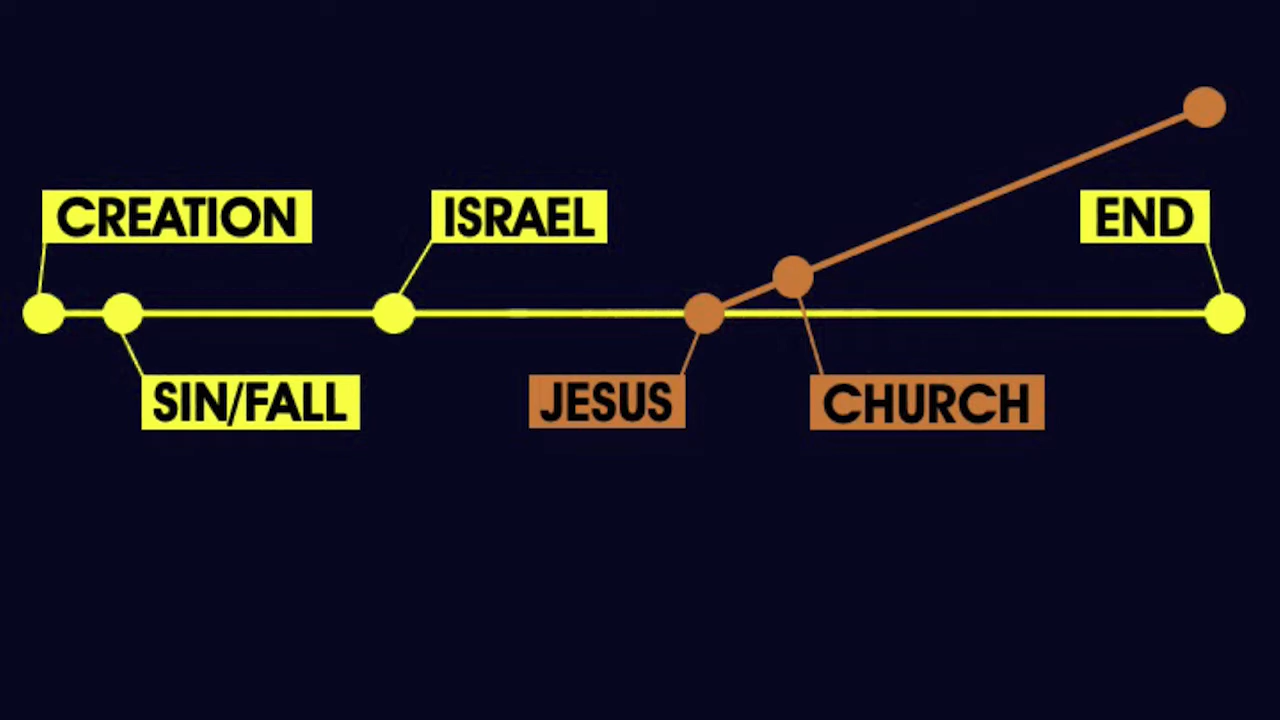 CREATION
ISRAEL
END
SIN/FALL
JESUS
CHURCH